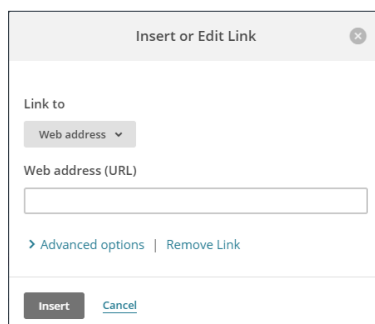 Insert or Edit Link
Link to
Web address
Web address (URL)
Advanced options | Remove Link
Insert Cancel